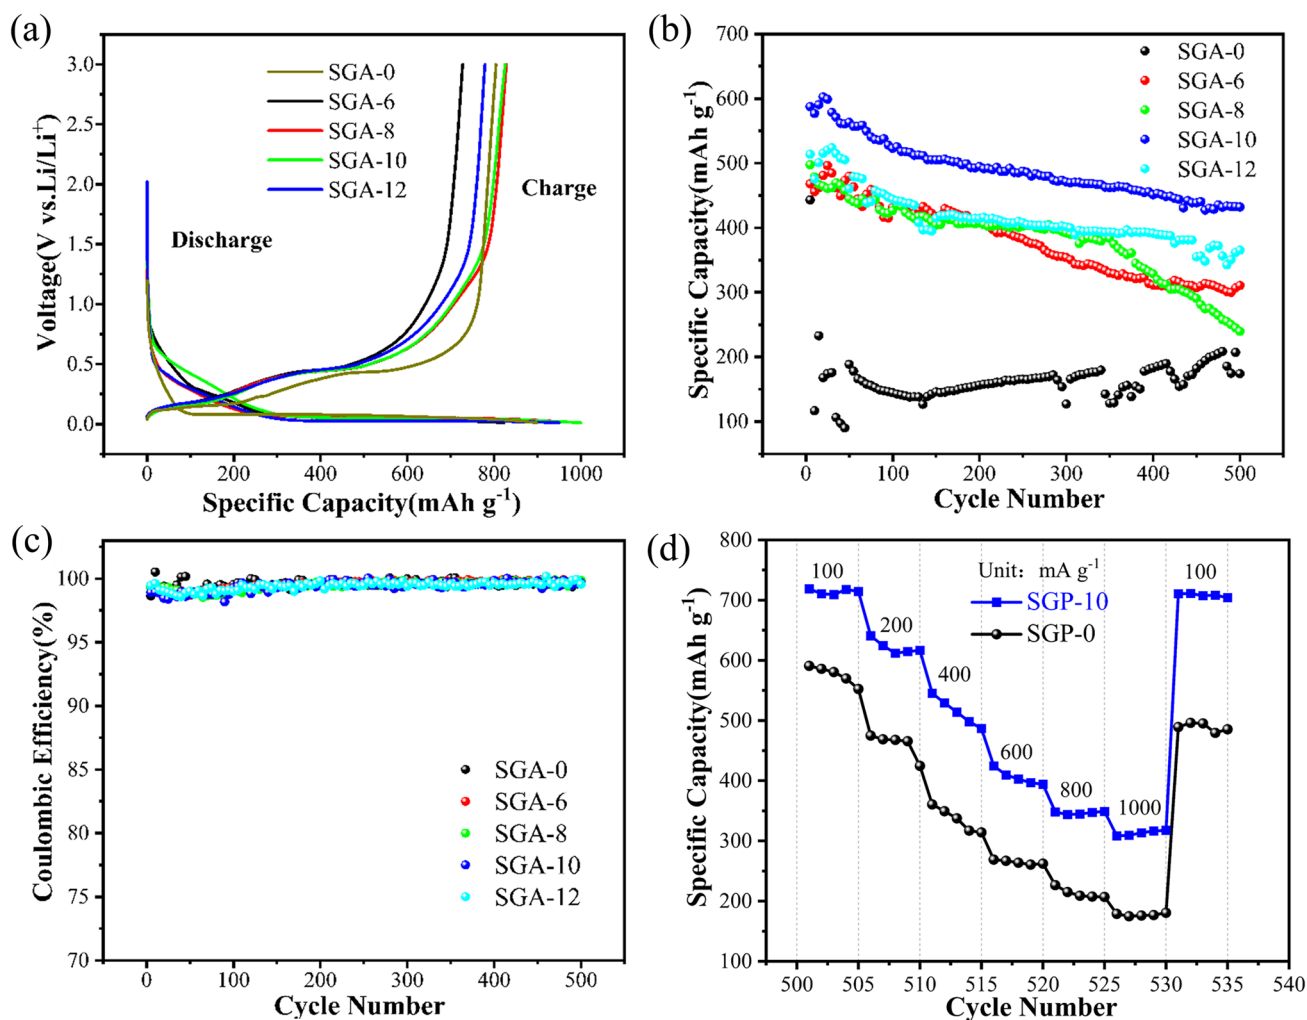 (a)
3.0
2.5
2.0
1.5
1.0
0.5
0.0
Voltage(V vs.Li/Li⁺)
SGA-0
SGA-6
SGA-8
SGA-10
SGA-12
Discharge
Charge
0
200
400
600
800
1000
Specific Capacity(mAh g⁻¹)
(b)
700
600
500
400
300
200
100
Specific Capacity(mAh g⁻¹)
SGA-0
SGA-6
SGA-8
SGA-10
SGA-12
0
100
200
300
400
500
Cycle Number
(c)
100
95
90
85
80
75
70
Coulombic Efficiency(%)
SGA-0
SGA-6
SGA-8
SGA-10
SGA-12
0
100
200
300
400
500
Cycle Number
(d)
800
700
600
500
400
300
200
100
Specific Capacity(mAh g⁻¹)
Unit: mA g⁻¹
SGP-10
SGP-0
100
200
400
600
800
1000
100
500
505
510
515
520
525
530
535
540
Cycle Number